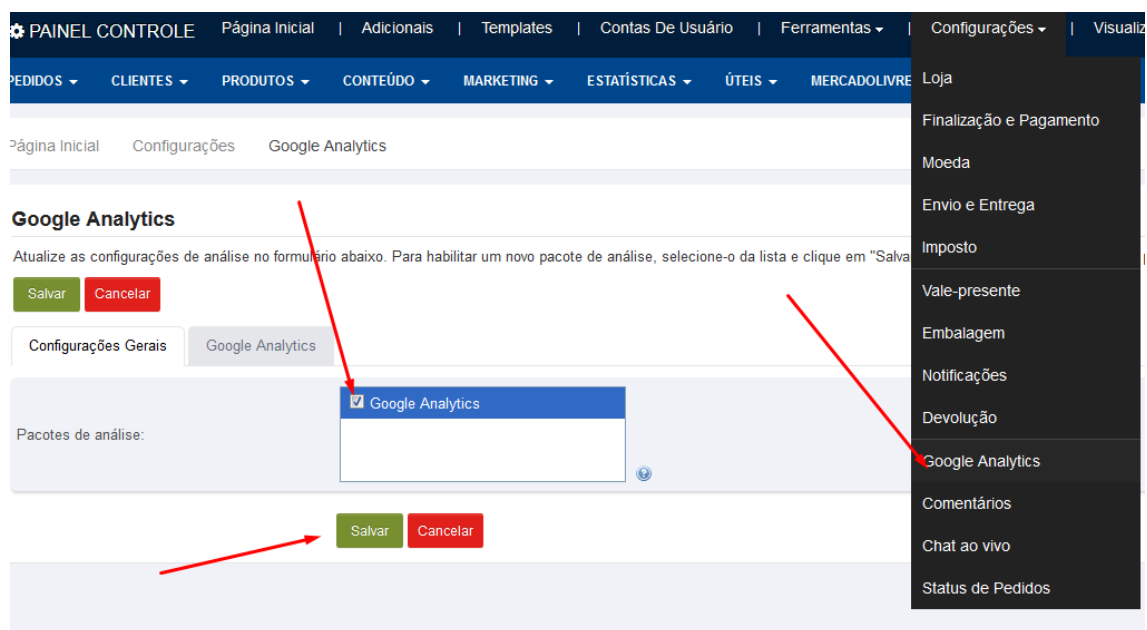 PAINEL CONTROLE Página Inicial | Adicionais | Templates | Contas De Usuário | Ferramentas | Configurações | Visualiz
PEDIDOS CLIENTES PRODUTOS CONTEÚDO MARKETING ESTATÍSTICAS ÚTEIS MERCADOLIVRE
Loja
Finalização e Pagamento
Moeda
Envio e Entrega
Imposto
Vale-presente
Embalagem
Notificações
Devolução
Google Analytics
Comentários
Chat ao vivo
Status de Pedidos
Página Inicial Configurações Google Analytics
Google Analytics
Atualize as configurações de análise no formulário abaixo. Para habilitar um novo pacote de análise, selecione-o da lista e clique em "Salva
Salvar Cancelar
Configurações Gerais Google Analytics
Pacotes de análise:
Google Analytics
Salvar Cancelar